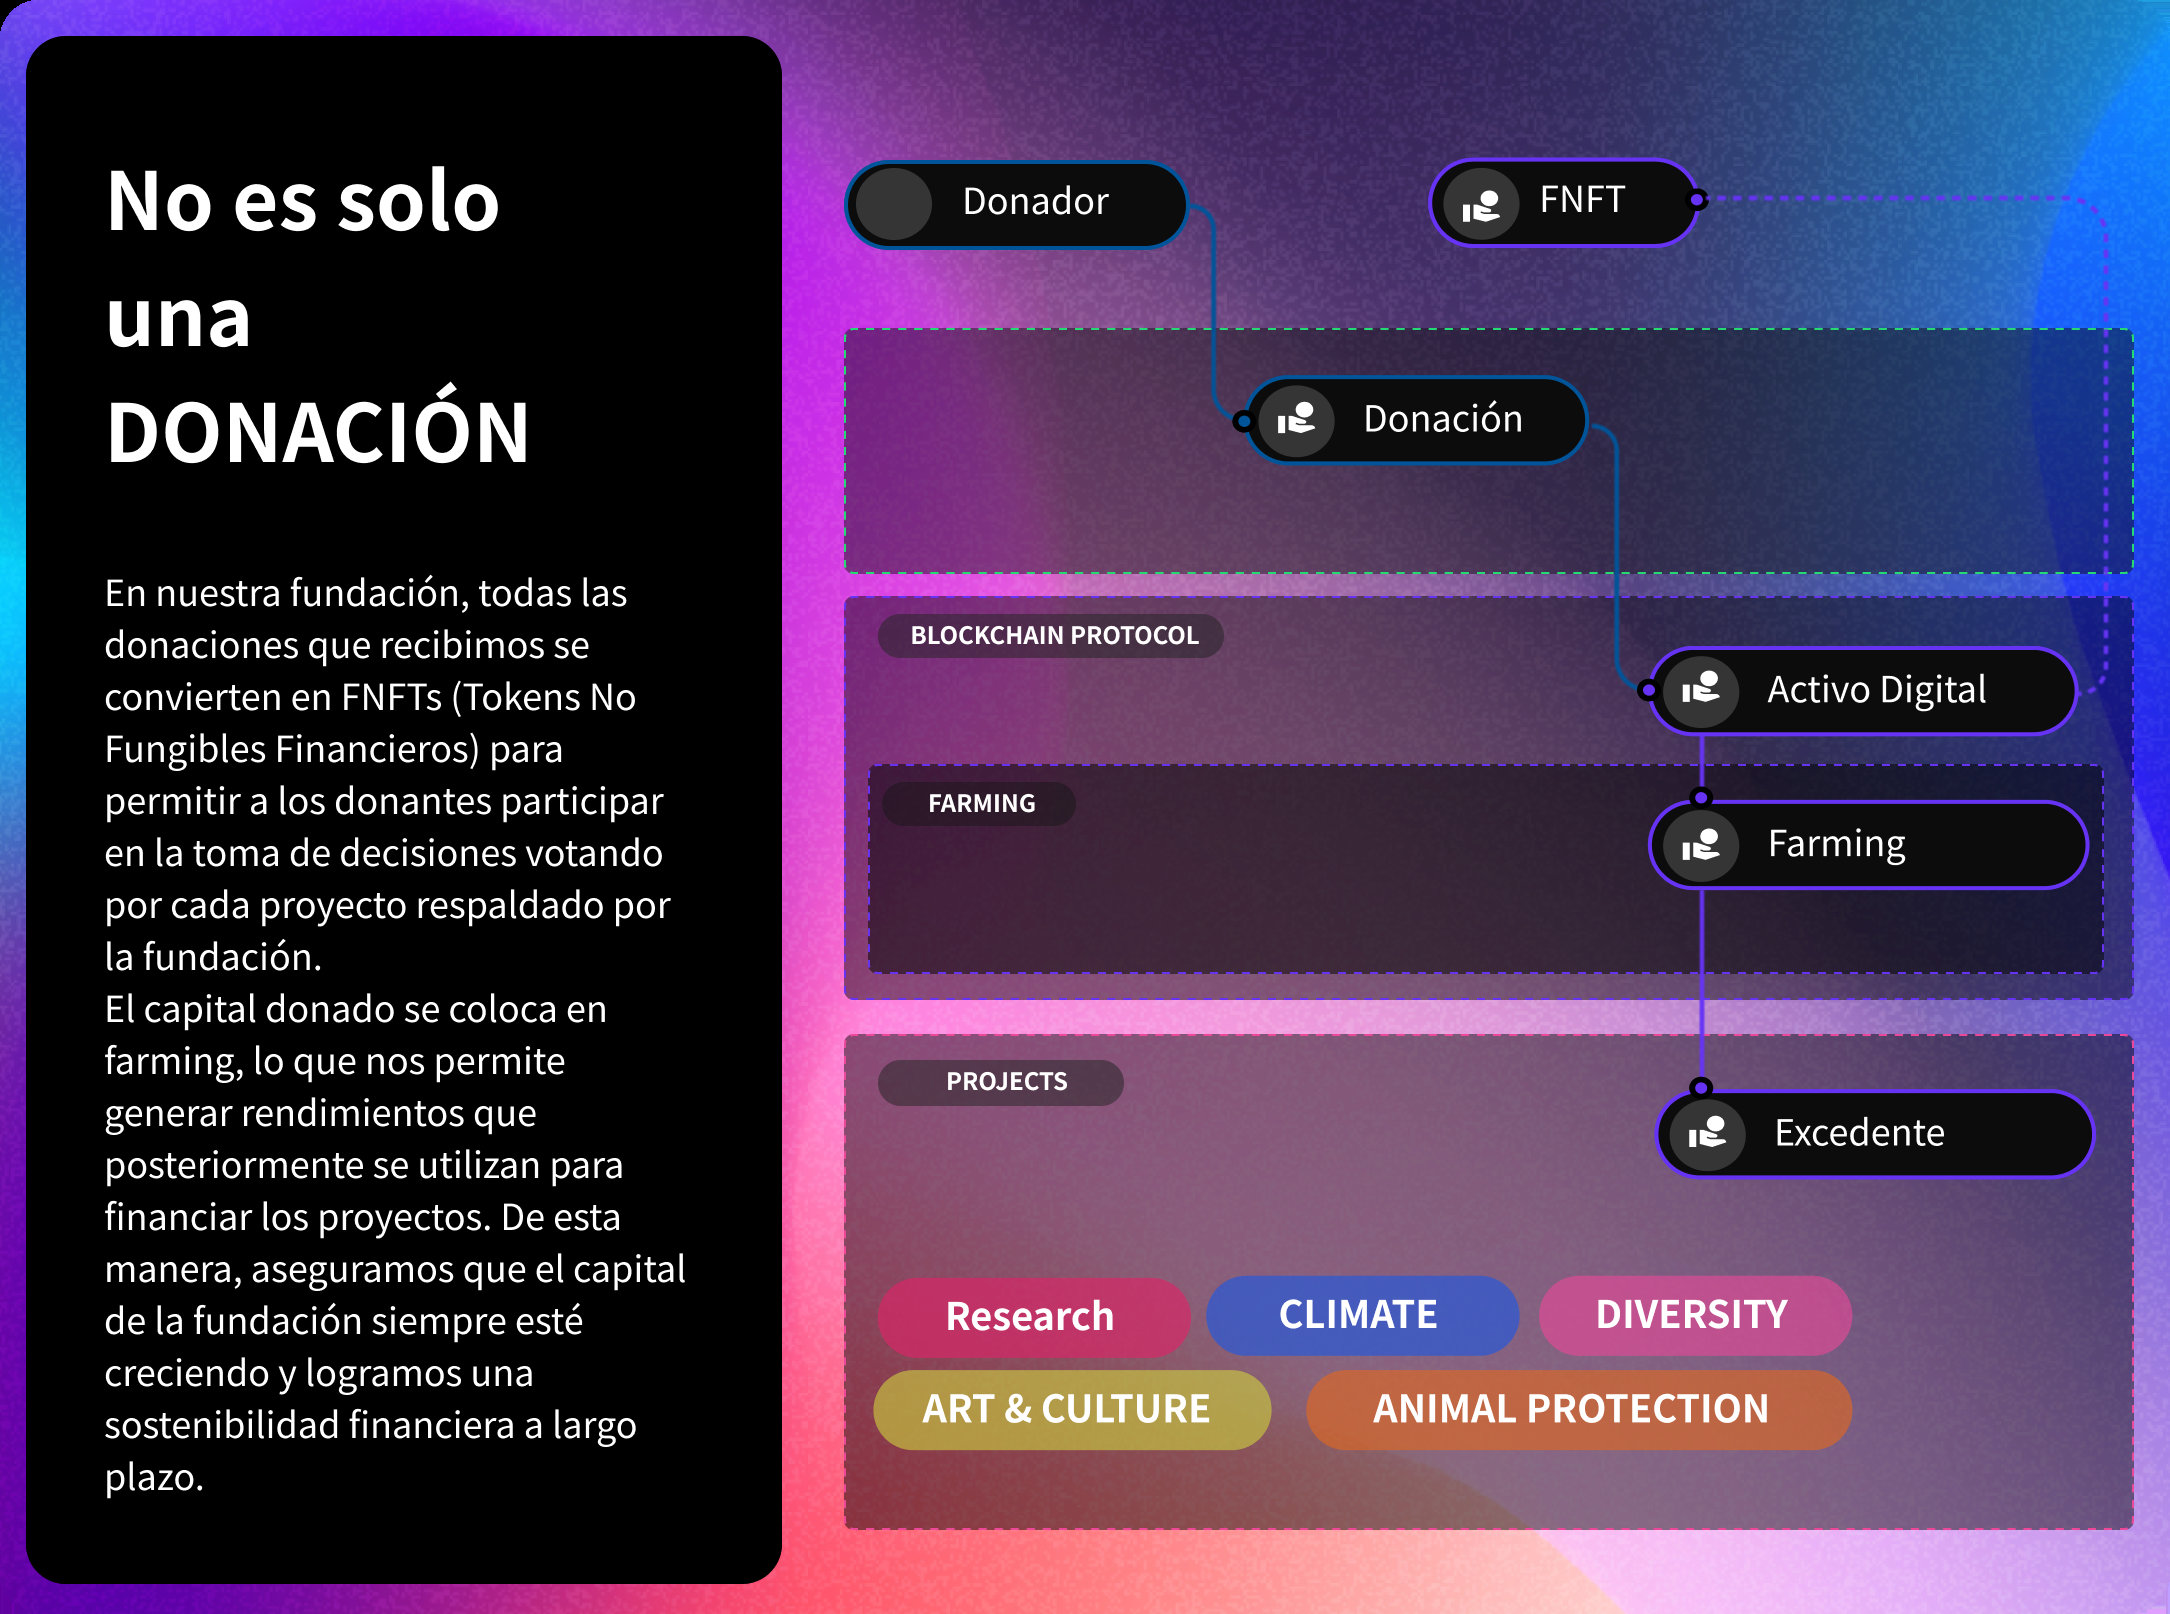 No es solo
una
DONACIÓN
En nuestra fundación, todas las
donaciones que recibimos se
convierten en FNFTs (Tokens No
Fungibles Financieros) para
permitir a los donantes participar
en la toma de decisiones votando
por cada proyecto respaldado por
la fundación.
El capital donado se coloca en
farming, lo que nos permite
generar rendimientos que
posteriormente se utilizan para
financiar los proyectos. De esta
manera, aseguramos que el capital
de la fundación siempre esté
creciendo y logramos una
sostenibilidad financiera a largo
plazo.
Donador
FNFT
Donación
BLOCKCHAIN PROTOCOL
Activo Digital
FARMING
Farming
PROJECTS
Excedente
Research
CLIMATE
DIVERSITY
ART & CULTURE
ANIMAL PROTECTION